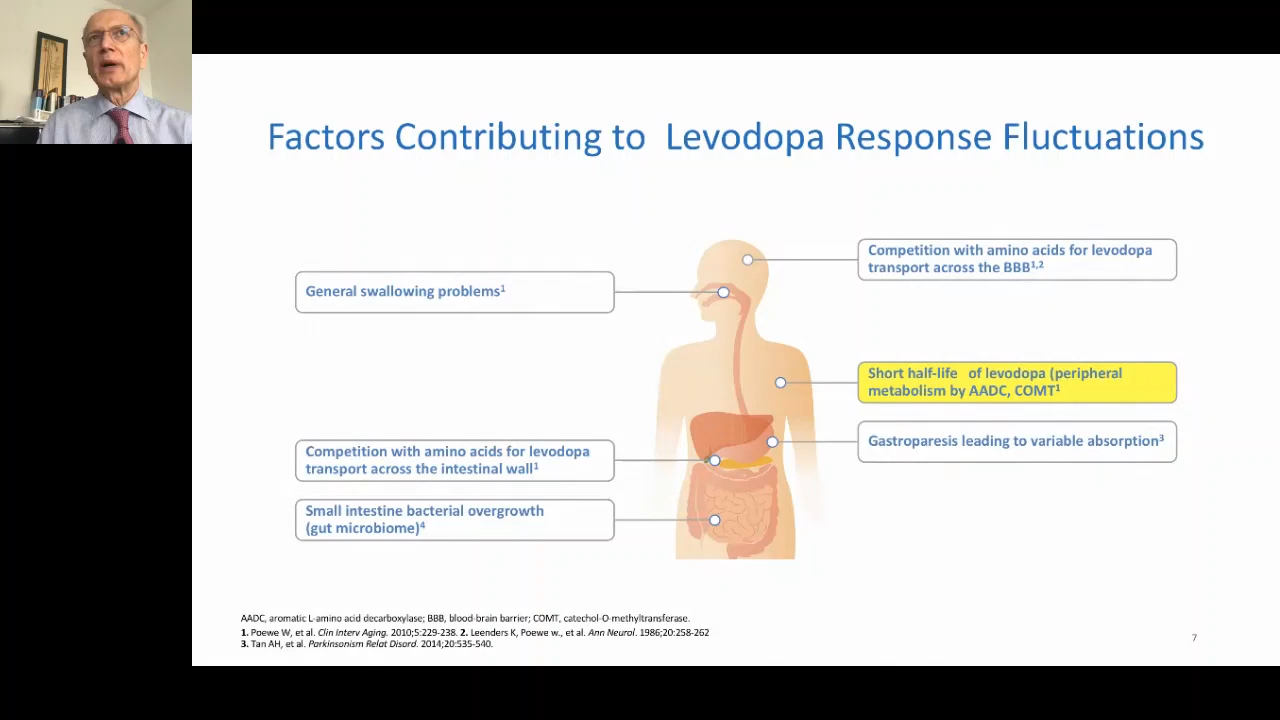 Factors Contributing to  Levodopa Response Fluctuations
General swallowing problems¹
Competition with amino acids for levodopa
transport across the BBB¹,²
Short half-life   of levodopa (peripheral
metabolism by AADC, COMT¹
Gastroparesis leading to variable absorption³
Competition with amino acids for levodopa
transport across the intestinal wall¹
Small intestine bacterial overgrowth
(gut microbiome)⁴
AADC, aromatic L-amino acid decarboxylase; BBB, blood-brain barrier; COMT, catechol-O-methyltransferase.
1. Poewe W, et al. Clin Interv Aging. 2010;5:229-238. 2. Leenders K, Poewe w., et al. Ann Neurol. 1986;20:258-262
3. Tan AH, et al. Parkinsonism Relat Disord. 2014;20:535-540.
7